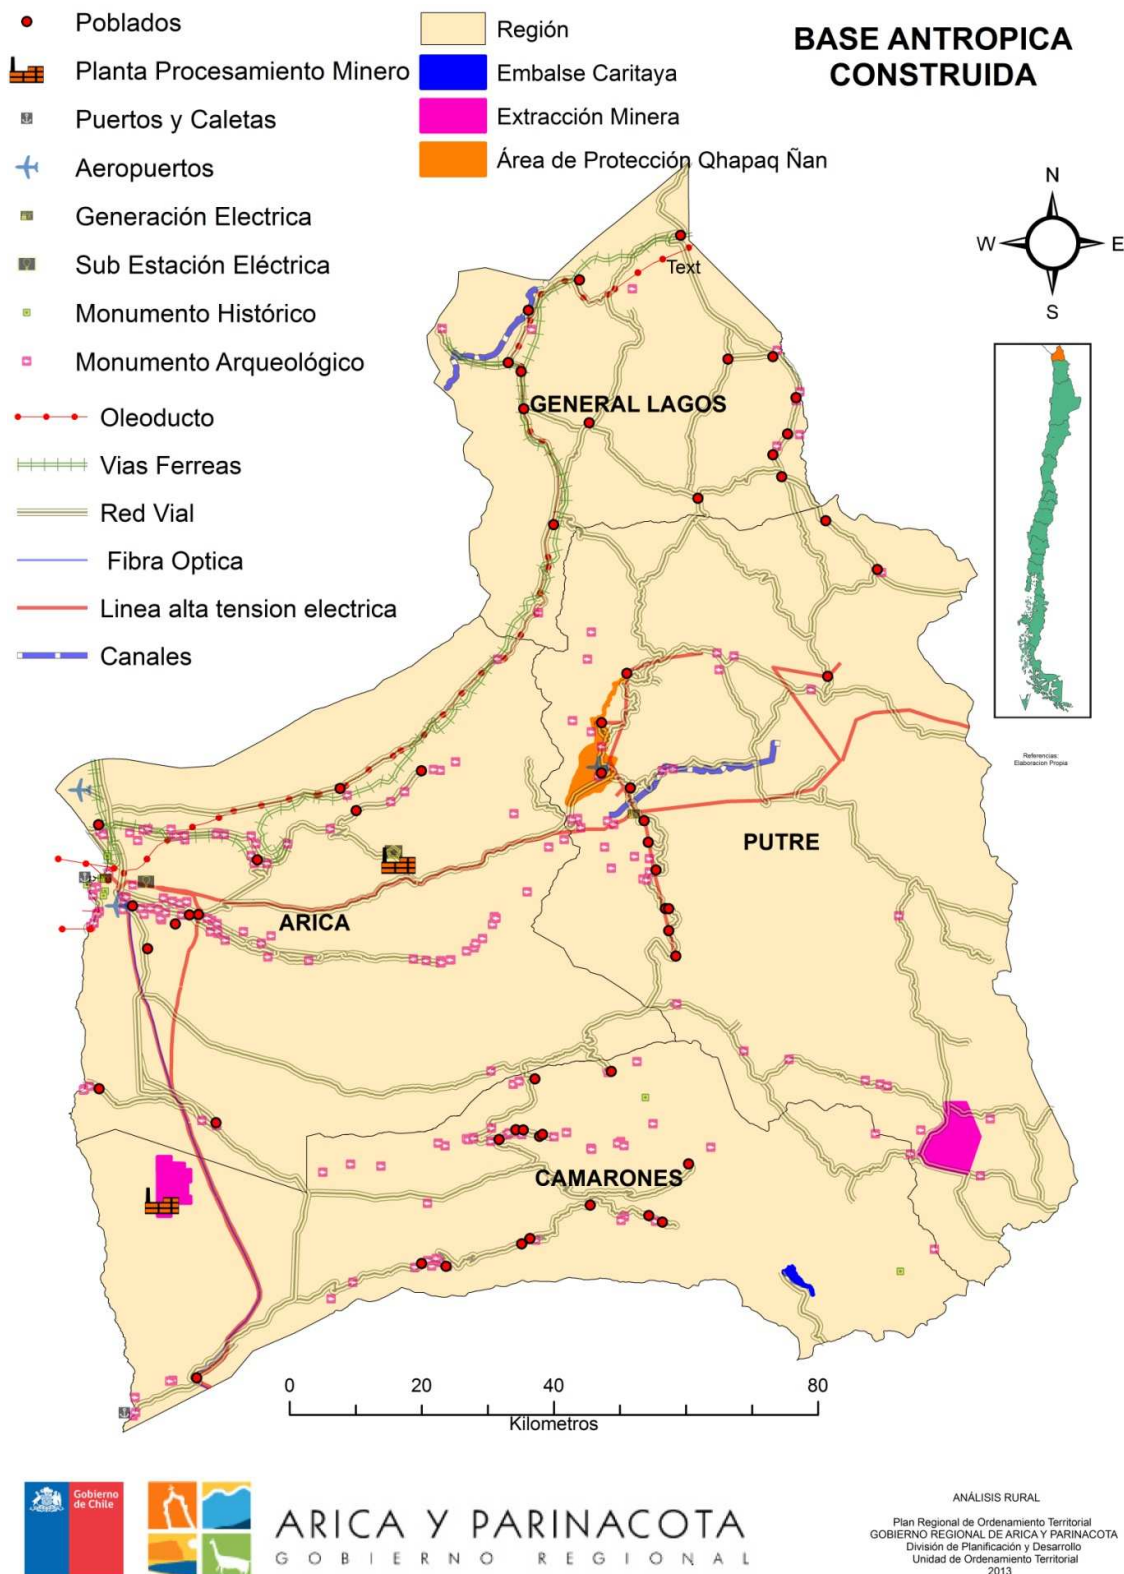 Poblados
Planta Procesamiento Minero
Puertos y Caletas
Aeropuertos
Generación Electrica
Sub Estación Eléctrica
Monumento Histórico
Monumento Arqueológico
Oleoducto
Vias Ferreas
Red Vial
Fibra Optica
Linea alta tension electrica
Canales
Región
Embalse Caritaya
Extracción Minera
Área de Protección Qhapaq Ñan
BASE ANTROPICA
CONSTRUIDA
N
W
E
S
Text
GENERAL LAGOS
Referencias:
Elaboracion Propia
PUTRE
ARICA
CAMARONES
0 20 40 80
Kilometros
Gobierno
de Chile
ARICA Y PARINACOTA
GOBIERNO REGIONAL
ANÁLISIS RURAL
Plan Regional de Ordenamiento Territorial
GOBIERNO REGIONAL DE ARICA Y PARINACOTA
División de Planificación y Desarrollo
Unidad de Ordenamiento Territorial
2013